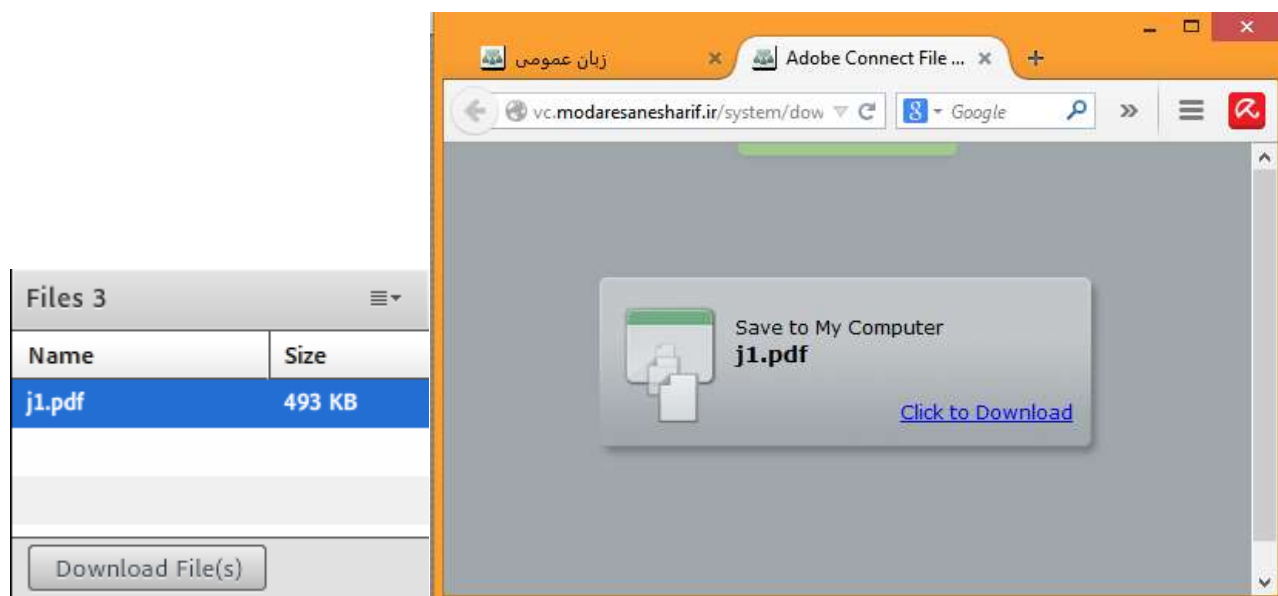 Files 3
Name Size
j1.pdf 493 KB
Download File(s)
زبان عمومی
Adobe Connect File ...
vc.modaresanesharif.ir/system/dow
Google
Save to My Computer
j1.pdf
Click to Download